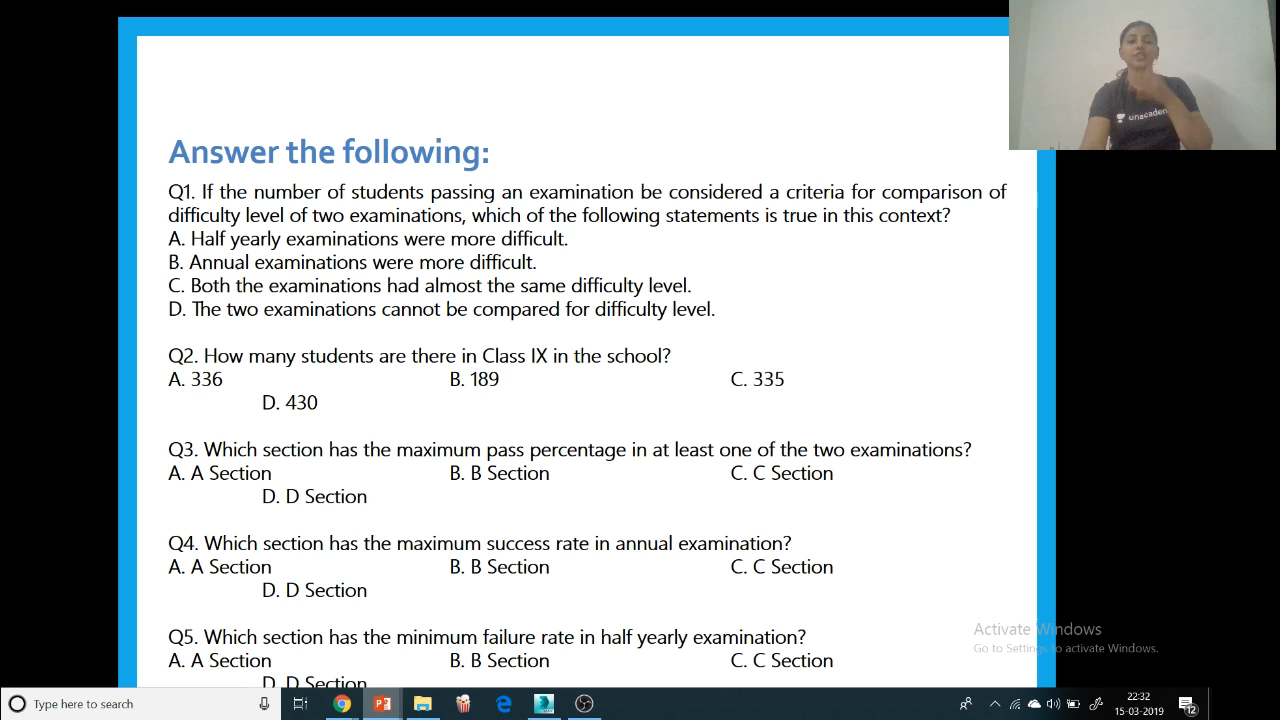 Answer the following:
Q1. If the number of students passing an examination be considered a criteria for comparison of
difficulty level of two examinations, which of the following statements is true in this context?
A. Half yearly examinations were more difficult.
B. Annual examinations were more difficult.
C. Both the examinations had almost the same difficulty level.
D. The two examinations cannot be compared for difficulty level.
Q2. How many students are there in Class IX in the school?
A. 336 B. 189 C. 335
D. 430
Q3. Which section has the maximum pass percentage in at least one of the two examinations?
A. A Section B. B Section C. C Section
D. D Section
Q4. Which section has the maximum success rate in annual examination?
A. A Section B. B Section C. C Section
D. D Section
Q5. Which section has the minimum failure rate in half yearly examination?
A. A Section B. B Section C. C Section
D. D Section
Activate Windows
Go to Settings to activate Windows.
Type here to search
22:32
15-03-2019
12